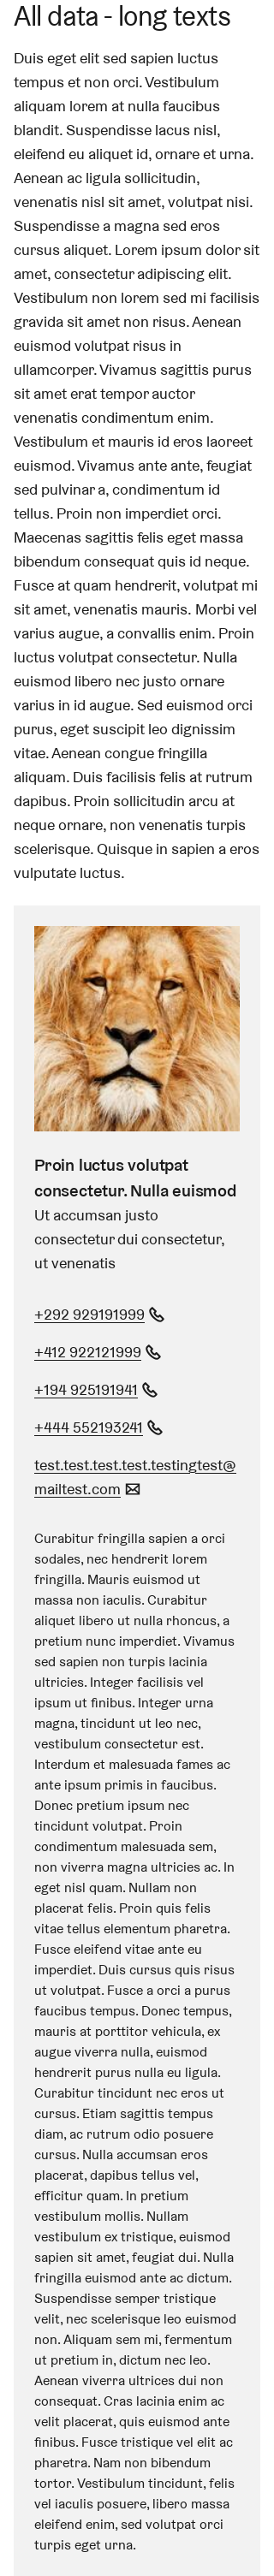 All data - long texts
Duis eget elit sed sapien luctus
tempus et non orci. Vestibulum
aliquam lorem at nulla faucibus
blandit. Suspendisse lacus nisl,
eleifend eu aliquet id, ornare et urna.
Aenean ac ligula sollicitudin,
venenatis nisl sit amet, volutpat nisi.
Suspendisse a magna sed eros
cursus aliquet. Lorem ipsum dolor sit
amet, consectetur adipiscing elit.
Vestibulum non lorem sed mi facilisis
gravida sit amet non risus. Aenean
euismod volutpat risus in
ullamcorper. Vivamus sagittis purus
sit amet erat tempor auctor
venenatis condimentum enim.
Vestibulum et mauris id eros laoreet
euismod. Vivamus ante ante, feugiat
sed pulvinar a, condimentum id
tellus. Proin non imperdiet orci.
Maecenas sagittis felis eget massa
bibendum consequat quis id neque.
Fusce at quam hendrerit, volutpat mi
sit amet, venenatis mauris. Morbi vel
varius augue, a convallis enim. Proin
luctus volutpat consectetur. Nulla
euismod libero nec justo ornare
varius in id augue. Sed euismod orci
purus, eget suscipit leo dignissim
vitae. Aenean congue fringilla
aliquam. Duis facilisis felis at rutrum
dapibus. Proin sollicitudin arcu at
neque ornare, non venenatis turpis
scelerisque. Quisque in sapien a eros
vulputate luctus.
Proin luctus volutpat
consectetur. Nulla euismod
Ut accumsan justo
consectetur dui consectetur,
ut venenatis
+292 929191999
+412 922121999
+194 925191941
+444 552193241
test.test.test.test.testingtest@
mailtest.com
Curabitur fringilla sapien a orci
sodales, nec hendrerit lorem
fringilla. Mauris euismod ut
massa non iaculis. Curabitur
aliquet libero ut nulla rhoncus, a
pretium nunc imperdiet. Vivamus
sed sapien non turpis lacinia
ultricies. Integer facilisis vel
ipsum ut finibus. Integer urna
magna, tincidunt ut leo nec,
vestibulum consectetur est.
Interdum et malesuada fames ac
ante ipsum primis in faucibus.
Donec pretium ipsum nec
tincidunt volutpat. Proin
condimentum malesuada sem,
non viverra magna ultricies ac. In
eget nisl quam. Nullam non
placerat felis. Proin quis felis
vitae tellus elementum pharetra.
Fusce eleifend vitae ante eu
imperdiet. Duis cursus quis risus
ut volutpat. Fusce a orci a purus
faucibus tempus. Donec tempus,
mauris at porttitor vehicula, ex
augue viverra nulla, euismod
hendrerit purus nulla eu ligula.
Curabitur tincidunt nec eros ut
cursus. Etiam sagittis tempus
diam, ac rutrum odio posuere
cursus. Nulla accumsan eros
placerat, dapibus tellus vel,
efficitur quam. In pretium
vestibulum mollis. Nullam
vestibulum ex tristique, euismod
sapien sit amet, feugiat dui. Nulla
fringilla euismod ante ac dictum.
Suspendisse semper tristique
velit, nec scelerisque leo euismod
non. Aliquam sem mi, fermentum
ut pretium in, dictum nec leo.
Aenean viverra ultrices dui non
consequat. Cras lacinia enim ac
velit placerat, quis euismod ante
finibus. Fusce tristique vel elit ac
pharetra. Nam non bibendum
tortor. Vestibulum tincidunt, felis
vel iaculis posuere, libero massa
eleifend enim, sed volutpat orci
turpis eget urna.